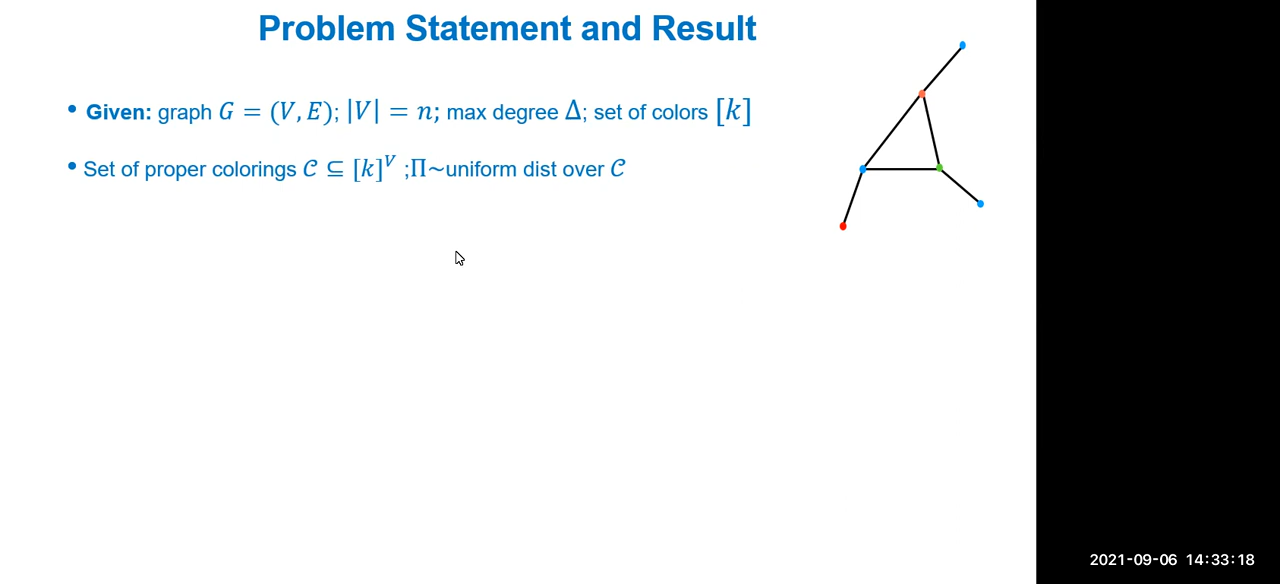 Problem Statement and Result
• Given: graph G = (V, E); |V| = n; max degree Δ; set of colors [k]
• Set of proper colorings 𝒞 ⊆ [k]^V ;Π~uniform dist over 𝒞
2021-09-06 14:33:18